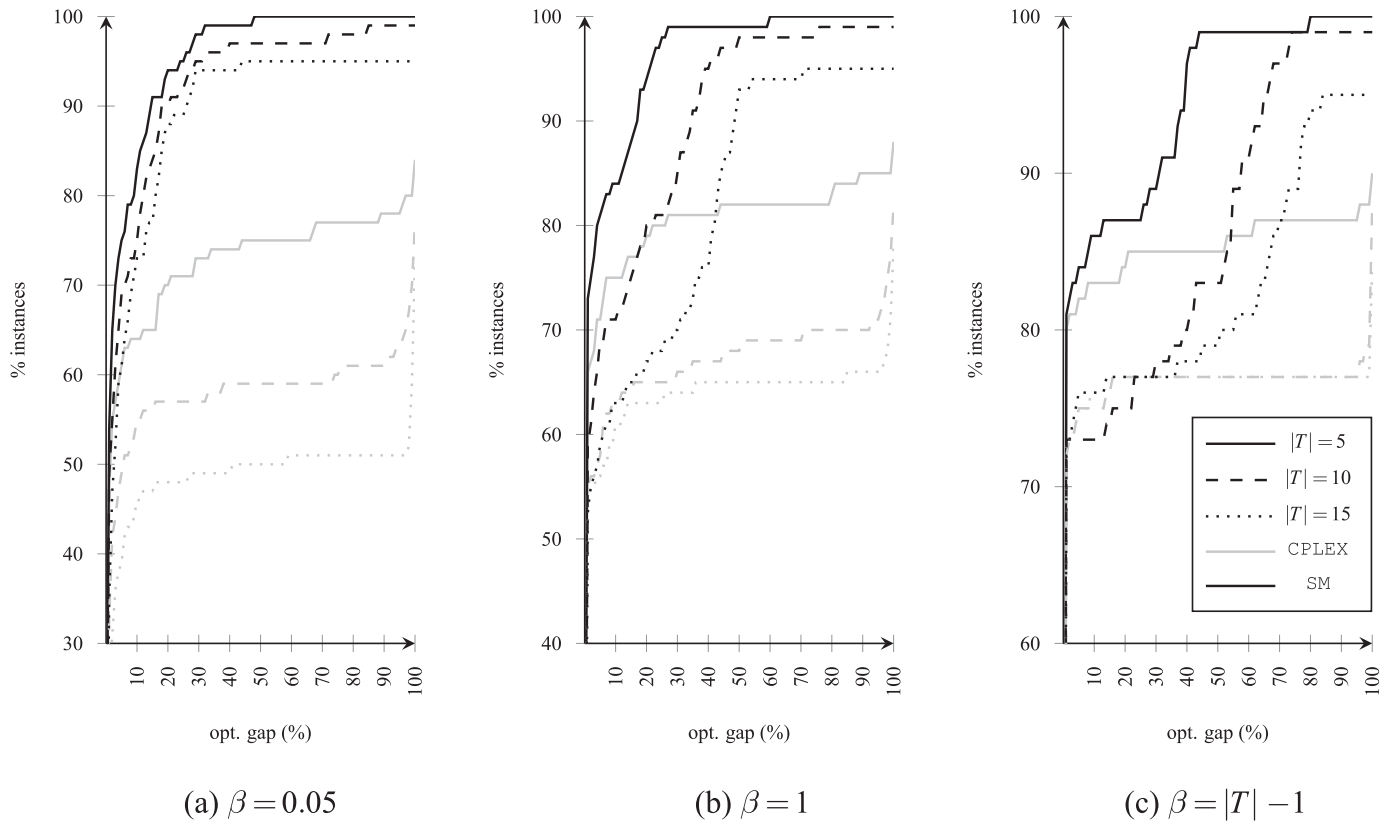 100
90
80
70
60
50
40
30
% instances
10 20 30 40 50 60 70 80 90 100
opt. gap (%)
(a) β = 0.05
100
90
80
70
60
50
40
% instances
10 20 30 40 50 60 70 80 90 100
opt. gap (%)
(b) β = 1
100
90
80
70
60
% instances
10 20 30 40 50 60 70 80 90 100
opt. gap (%)
|T| = 5
|T| = 10
|T| = 15
CPLEX
SM
(c) β = |T| −1